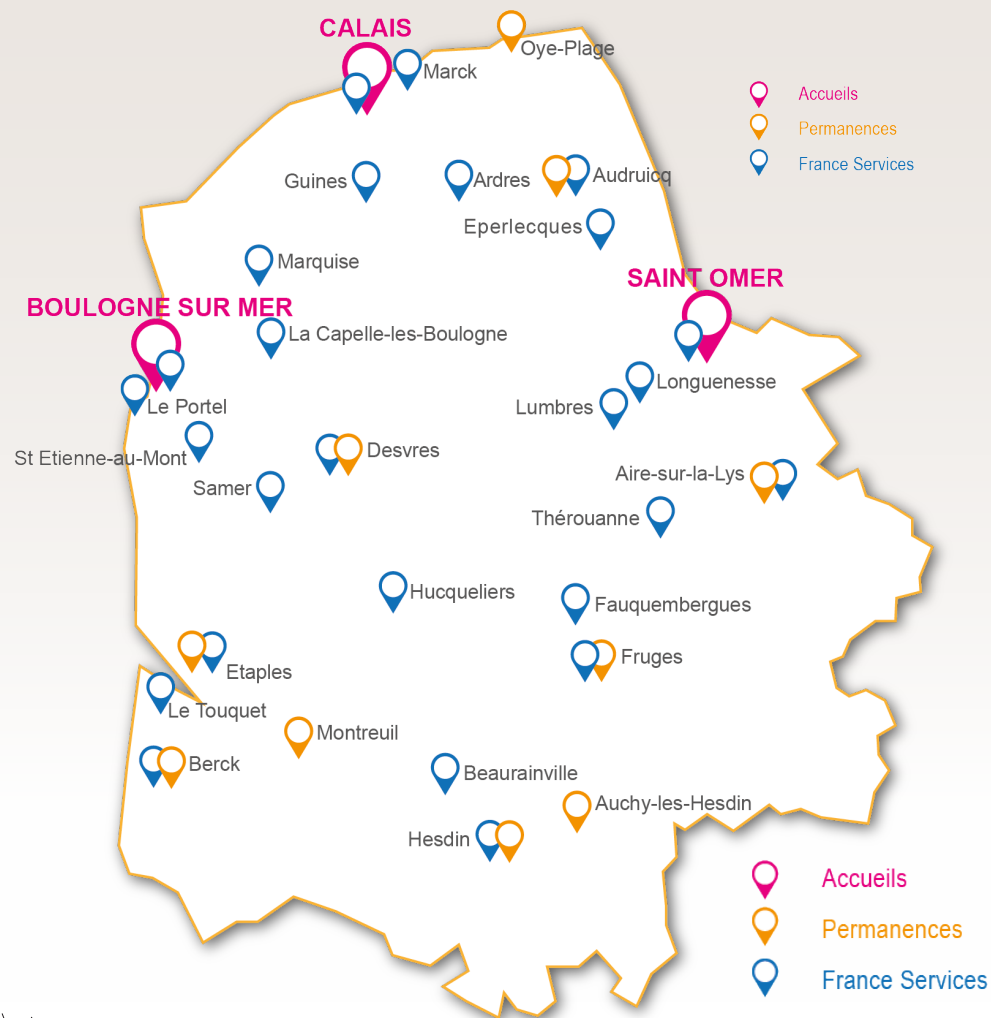 CALAIS
Oye-Plage
Marck
Accueils
Permanences
France Services
Guines
Ardres
Audruicq
Eperlecques
Marquise
SAINT OMER
BOULOGNE SUR MER
La Capelle-les-Boulogne
Longuenesse
Le Portel
Lumbres
St Etienne-au-Mont
Desvres
Aire-sur-la-Lys
Samer
Thérouanne
Hucqueliers
Fauquembergues
Fruges
Etaples
Le Touquet
Montreuil
Berck
Beaurainville
Auchy-les-Hesdin
Hesdin
Accueils
Permanences
France Services